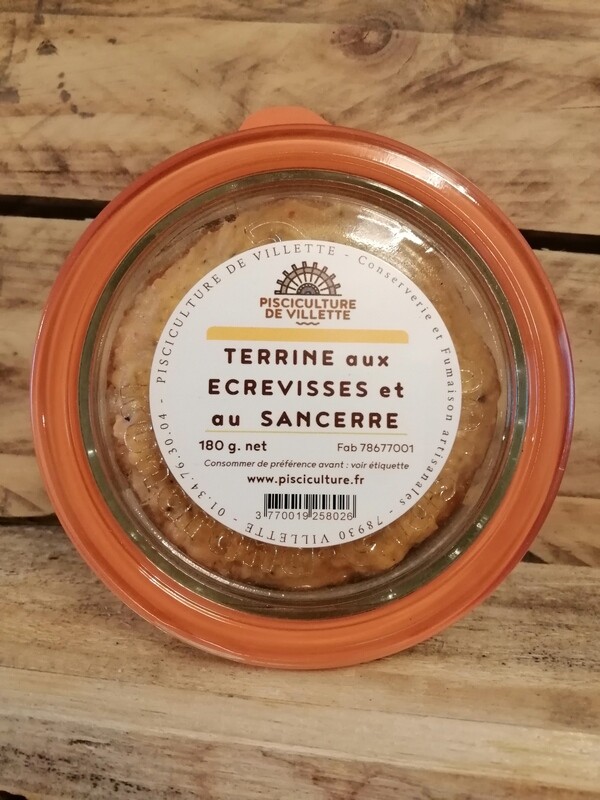 PISCICULTURE DE VILLETTE - Conserverie et Fumaison artisanales - 78930 VILLETTE - 01.34.76.30.04 -
PISCICULTURE
DE VILLETTE
TERRINE aux
ECREVISSES et
au SANCERRE
180 g. net
Fab 78677001
Consommer de préférence avant : voir étiquette
www.pisciculture.fr
3 770019 258026